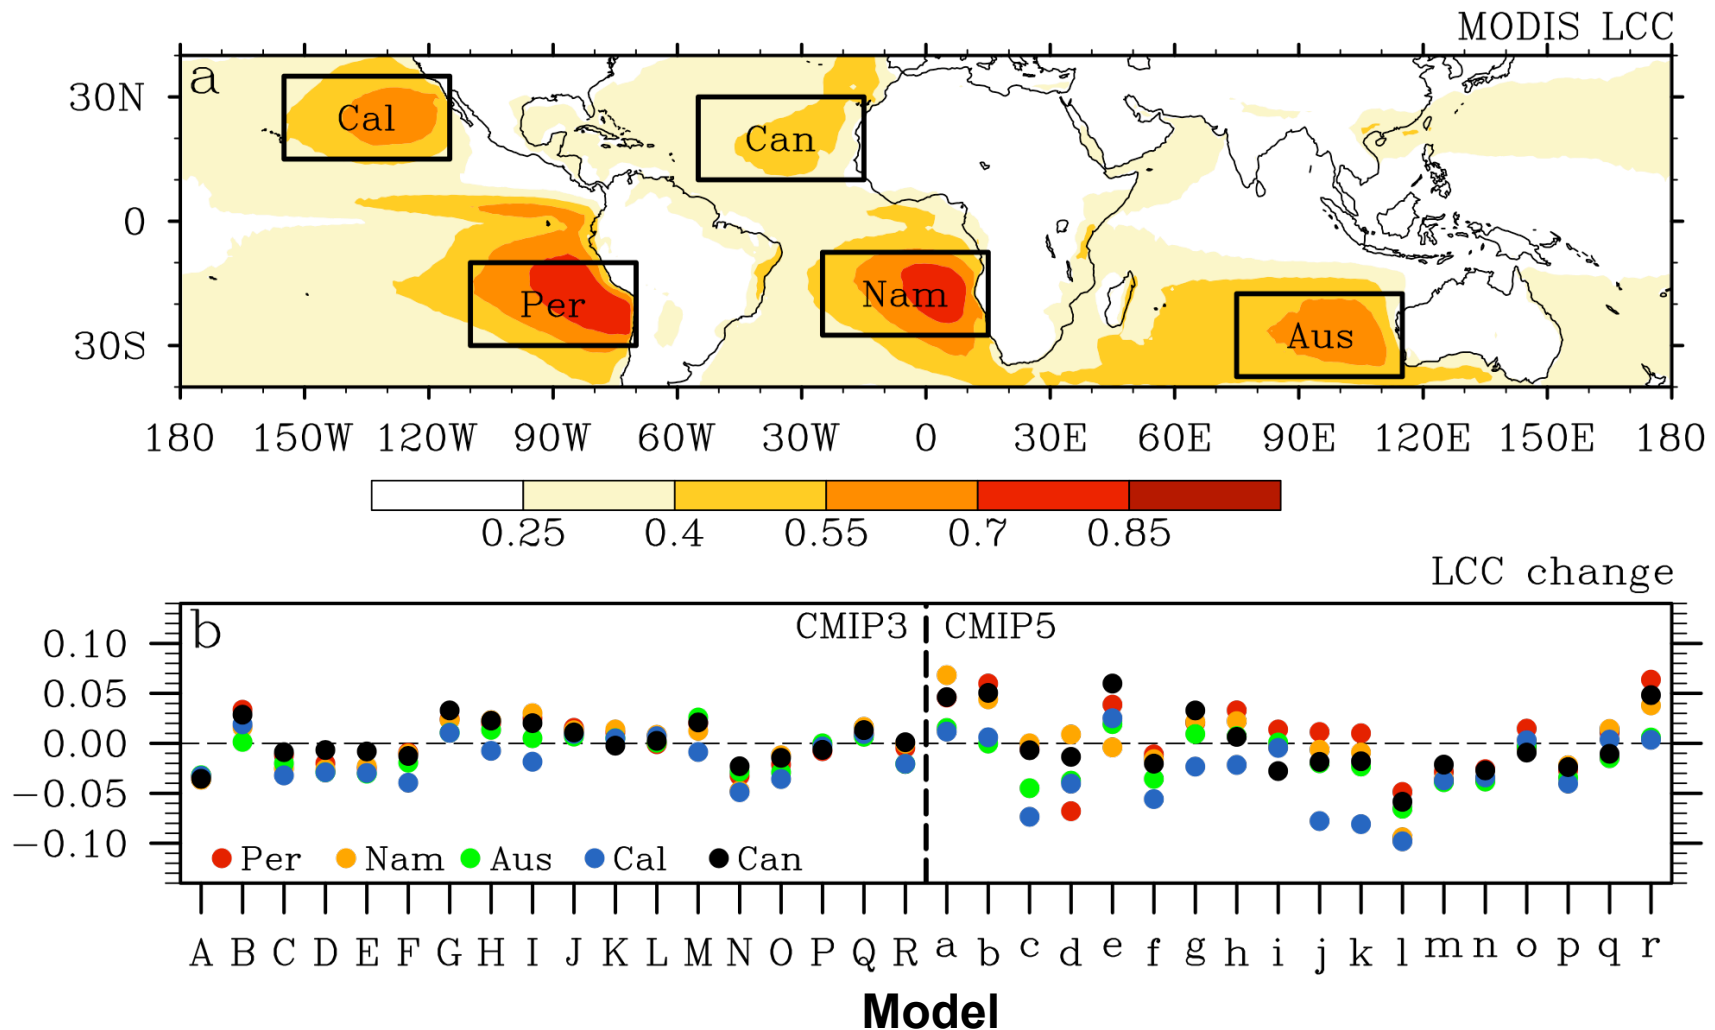 MODIS LCC
a
30N
0
30S
Cal
Can
Per
Nam
Aus
180 150W 120W 90W 60W 30W 0 30E 60E 90E 120E 150E 180
0.25 0.4 0.55 0.7 0.85
LCC change
b
CMIP3 CMIP5
0.10
0.05
0.00
−0.05
−0.10
Per Nam Aus Cal Can
A B C D E F G H I J K L M N O P Q R a b c d e f g h i j k l m n o p q r
Model